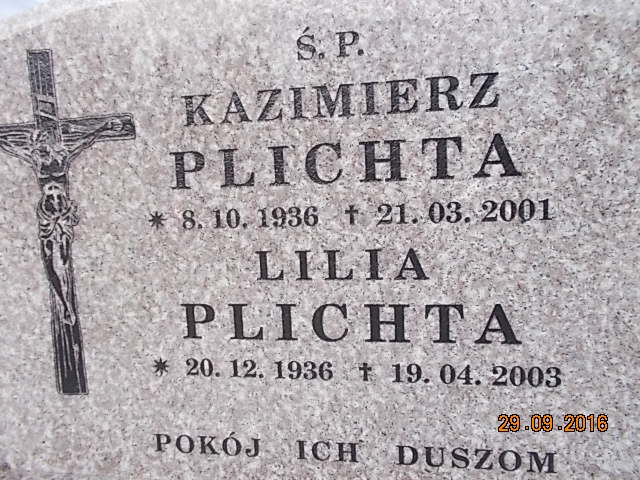 Ś. P.
KAZIMIERZ
PLICHTA
✴ 8. 10. 1936 ✝ 21. 03. 2001
LILIA
PLICHTA
✴ 20. 12. 1936 ✝ 19. 04. 2003
29.09.2016
POKÓJ ICH DUSZOM